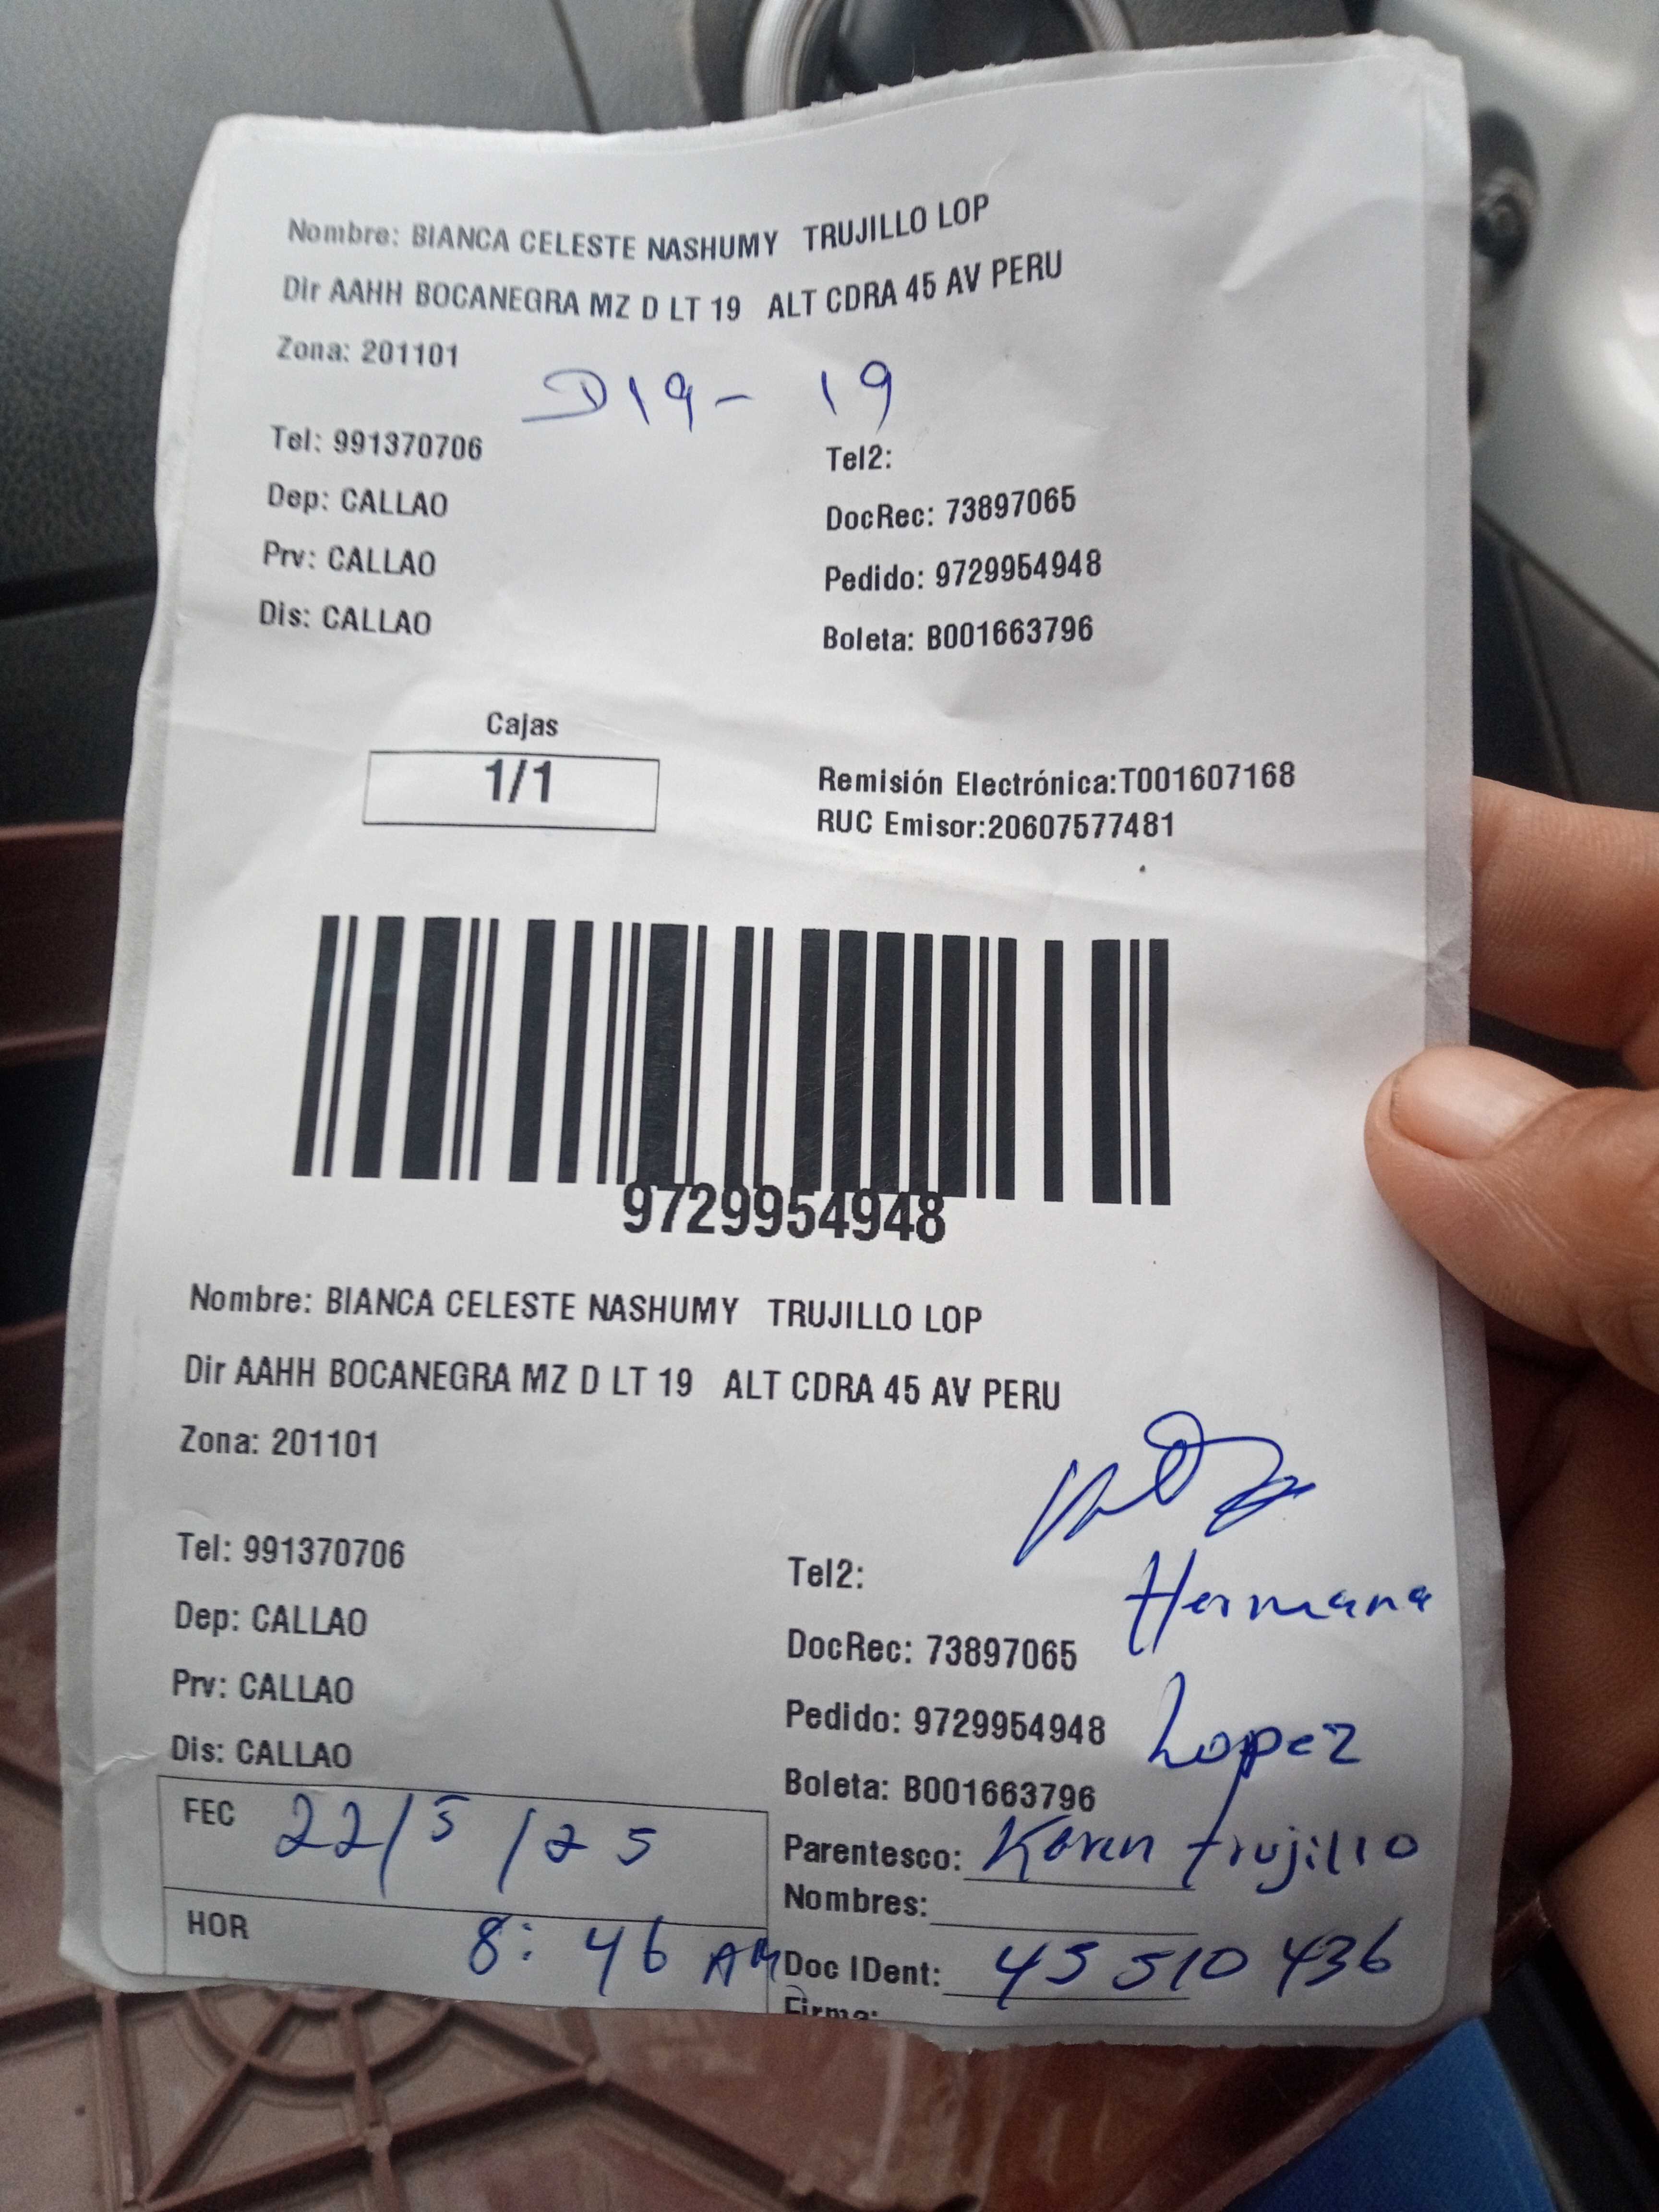 Nombre: BIANCA CELESTE NASHUMY TRUJILLO LOP
Dir AAHH BOCANEGRA MZ D LT 19 ALT CDRA 45 AV PERU
Zona: 201101
D19 - 19
Tel: 991370706 Tel2:
Dep: CALLAO DocRec: 73897065
Prv: CALLAO Pedido: 9729954948
Dis: CALLAO Boleta: B001663796
Cajas
1/1
Remisión Electrónica:T001607168
RUC Emisor:20607577481
9729954948
Nombre: BIANCA CELESTE NASHUMY TRUJILLO LOP
Dir AAHH BOCANEGRA MZ D LT 19 ALT CDRA 45 AV PERU
Zona: 201101
Tel: 991370706 Tel2:
Hermana
Dep: CALLAO DocRec: 73897065
Prv: CALLAO Pedido: 9729954948 Lopez
Dis: CALLAO Boleta: B001663796
FEC 22/5/25 Parentesco: Karen trujillo
Nombres:
HOR 8:46 AM Doc IDent: 45510436
Firma: